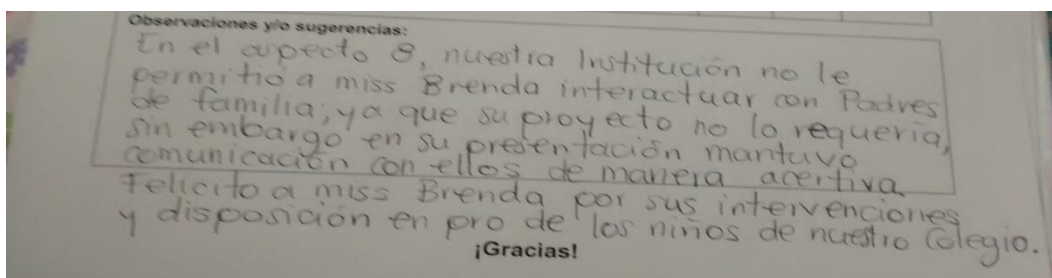 Observaciones y/o sugerencias:
En el aspecto 8, nuestra Institución no le
permitió a miss Brenda interactuar con Padres
de familia; ya que su proyecto no lo requería,
sin embargo en su presentación mantuvo
comunicación con ellos de manera acertiva.
Felicito a miss Brenda por sus intervenciones
y disposición en pro de los niños de nuestro Colegio.
¡Gracias!